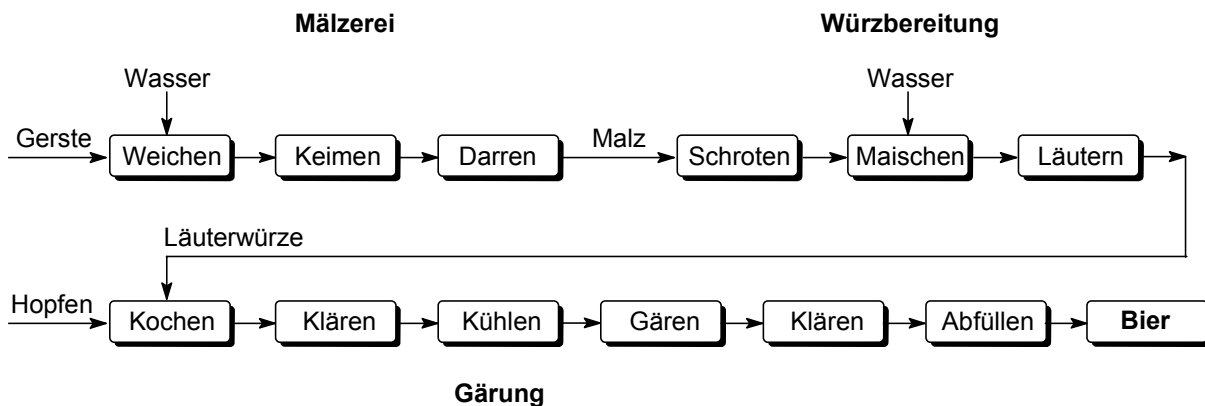 Mälzerei Würzbereitung
Wasser Wasser
Gerste Weichen Keimen Darren Malz Schroten Maischen Läutern
Läuterwürze
Hopfen Kochen Klären Kühlen Gären Klären Abfüllen Bier
Gärung